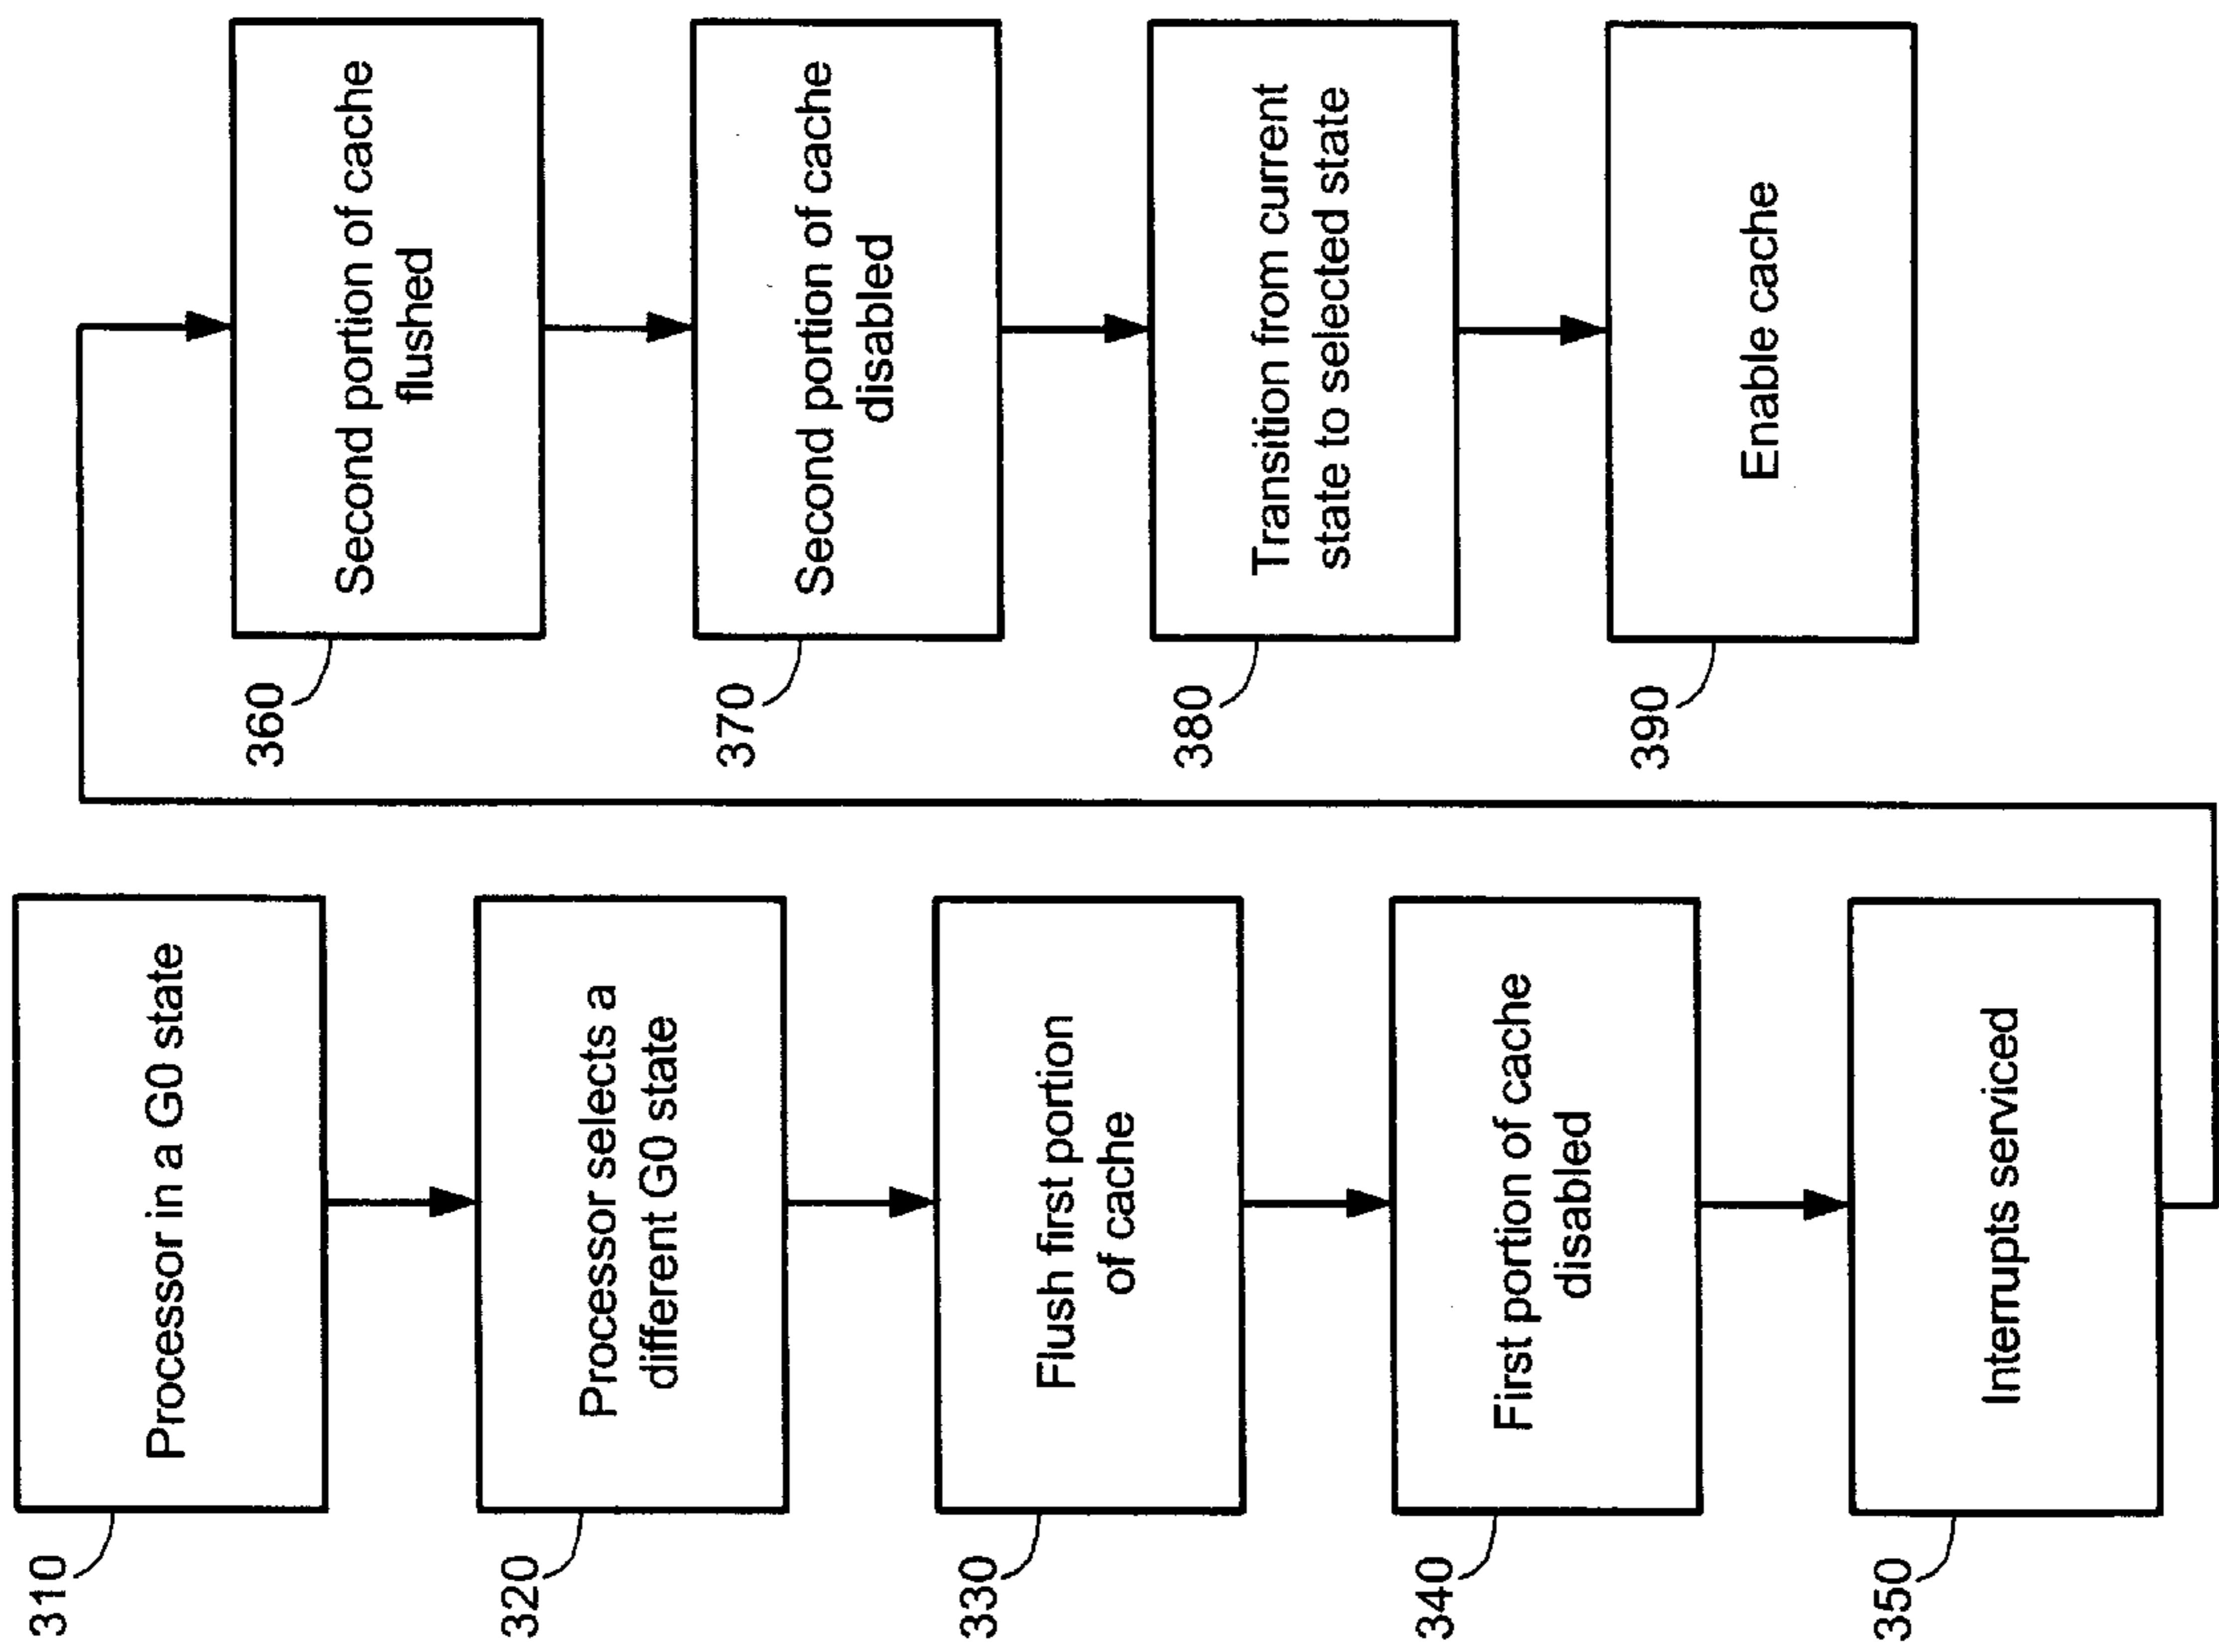 310
Processor in a G0 state
320
Processor selects a
different G0 state
330
Flush first portion
of cache
340
First portion of cache
disabled
350
Interrupts serviced
360
Second portion of cache
flushed
370
Second portion of cache
disabled
380
Transition from current
state to selected state
390
Enable cache